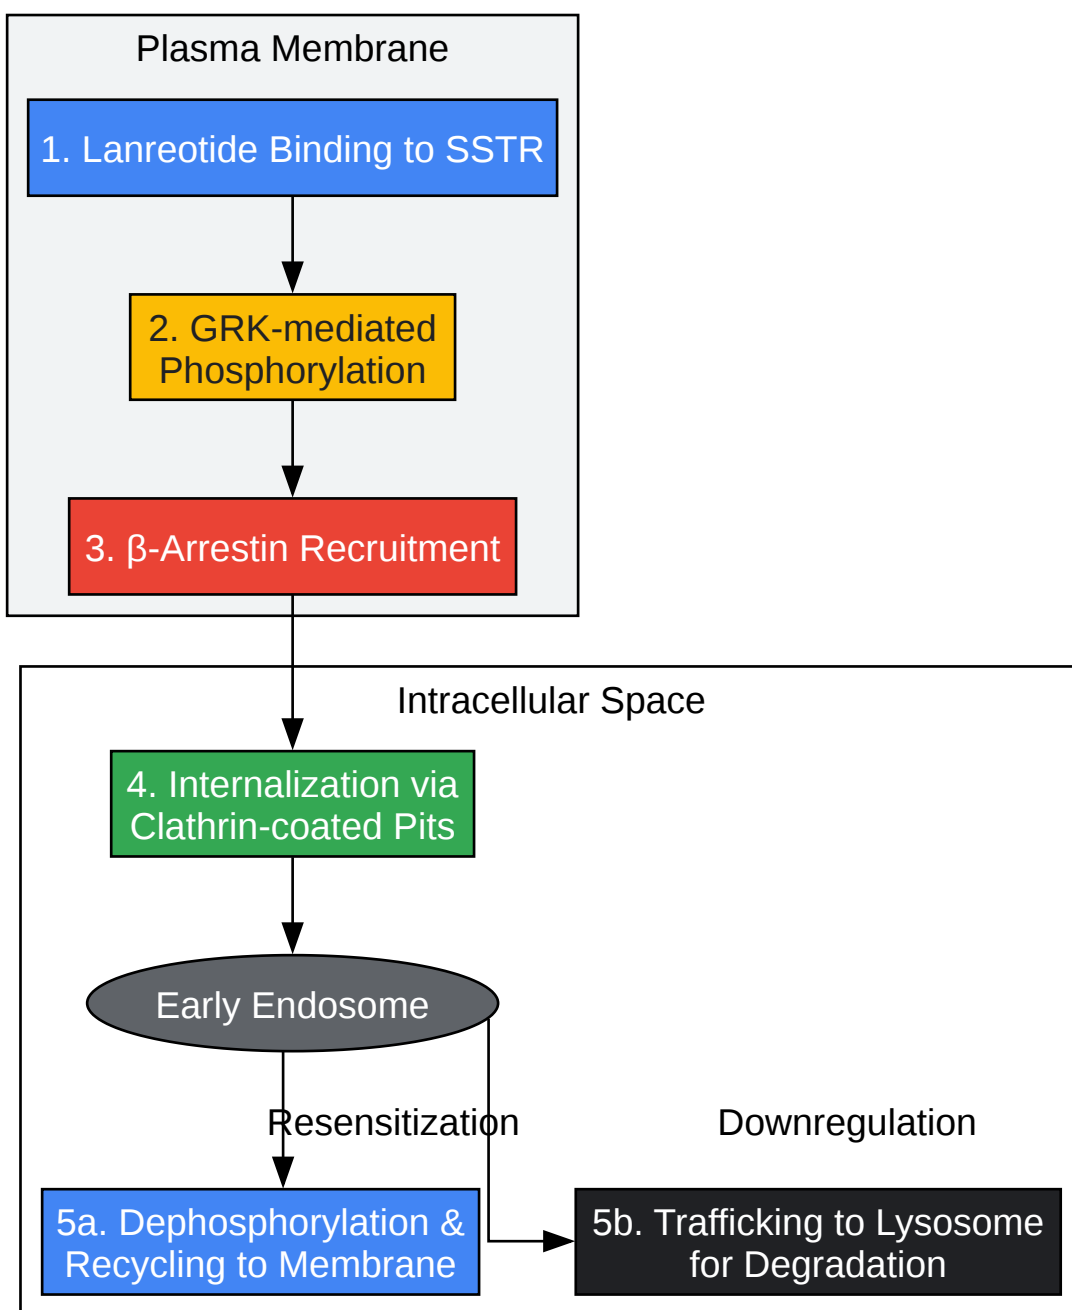 Plasma Membrane
1. Lanreotide Binding to SSTR
2. GRK-mediated
Phosphorylation
3. β-Arrestin Recruitment
Intracellular Space
4. Internalization via
Clathrin-coated Pits
Early Endosome
Resensitization
Downregulation
5a. Dephosphorylation &
Recycling to Membrane
5b. Trafficking to Lysosome
for Degradation